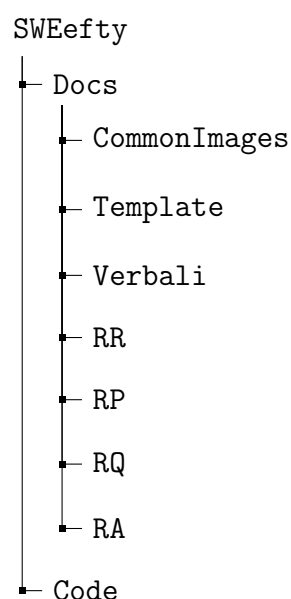 SWEefty
Docs
CommonImages
Template
Verbali
RR
RP
RQ
RA
Code